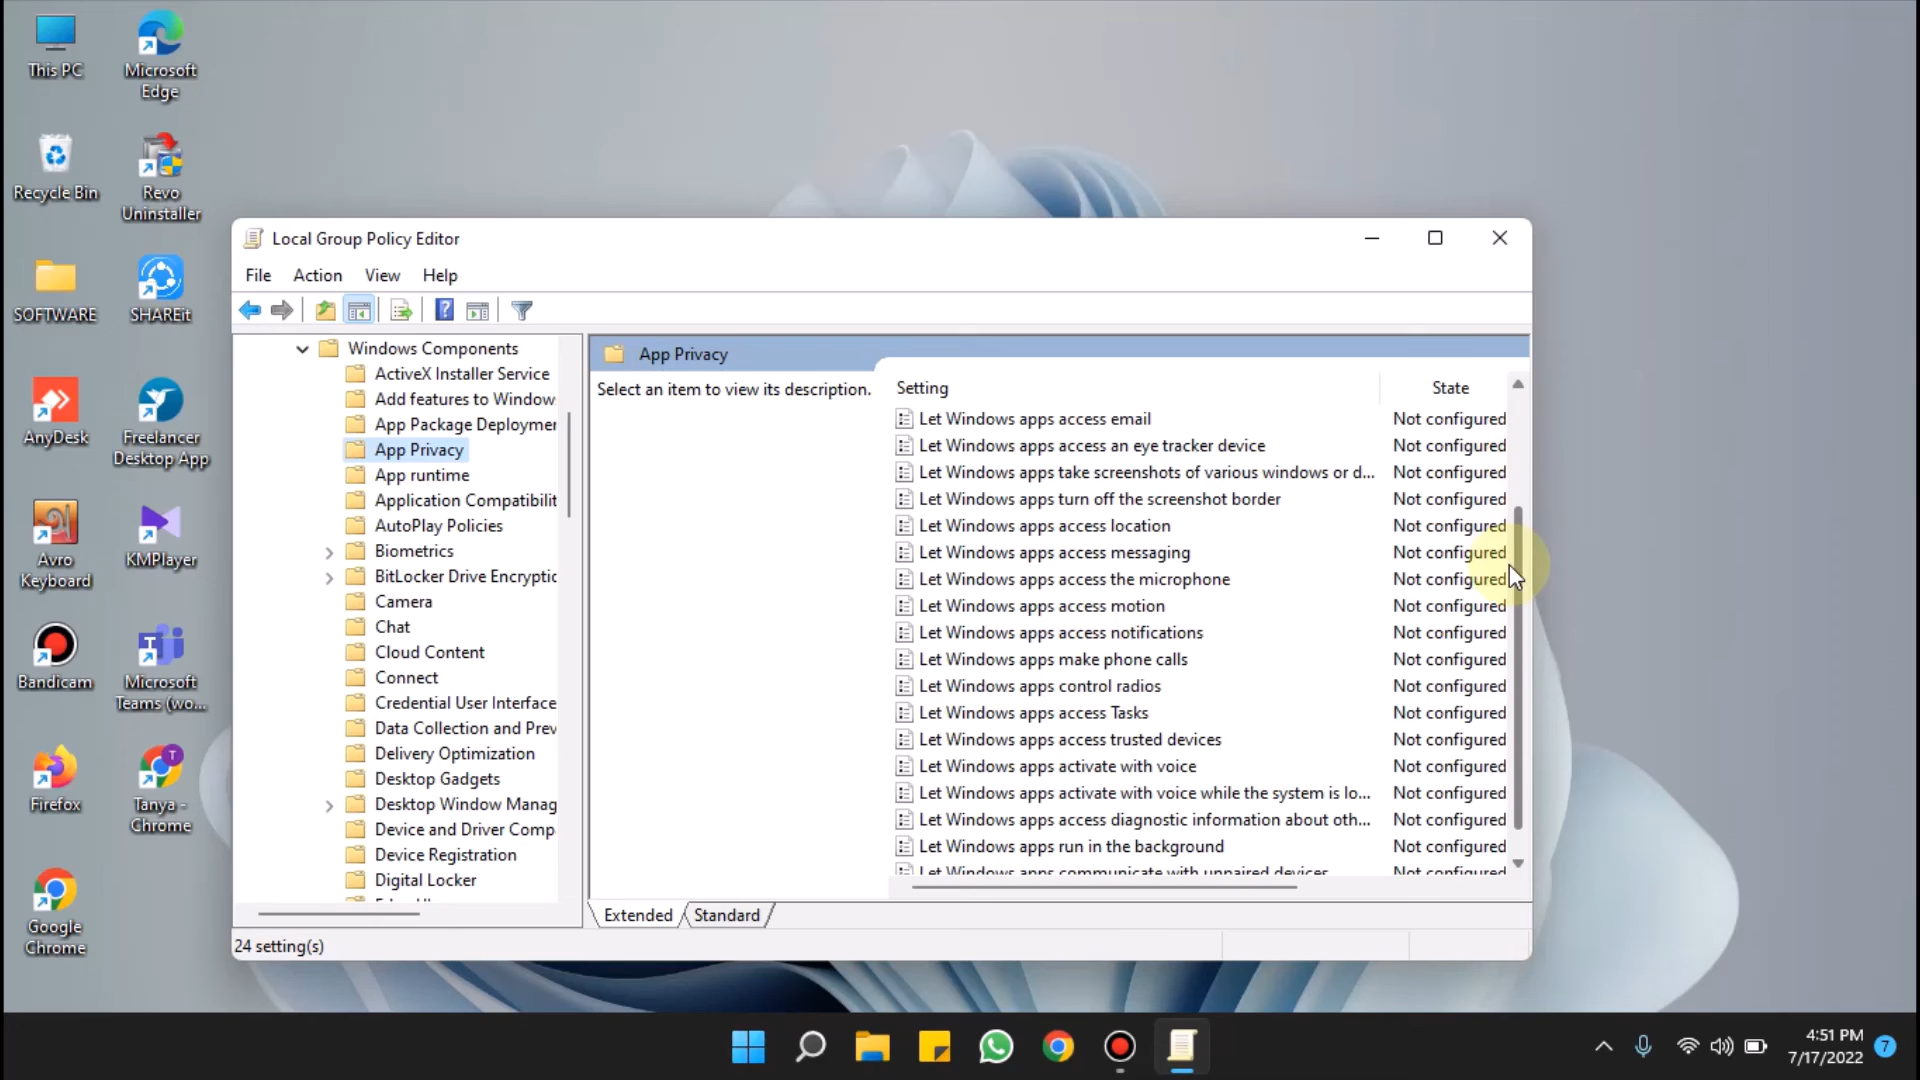 This PC
Microsoft
Edge
Recycle Bin
Revo
Uninstaller
SOFTWARE
SHAREit
AnyDesk
Freelancer
Desktop App
Avro
Keyboard
KMPlayer
Bandicam
Microsoft
Teams (wo...
Firefox
Tanya -
Chrome
Google
Chrome
Local Group Policy Editor
File Action View Help
Windows Components
ActiveX Installer Service
Add features to Window
App Package Deploymer
App Privacy
App runtime
Application Compatibilit
AutoPlay Policies
Biometrics
BitLocker Drive Encryptic
Camera
Chat
Cloud Content
Connect
Credential User Interface
Data Collection and Prev
Delivery Optimization
Desktop Gadgets
Desktop Window Manag
Device and Driver Comp
Device Registration
Digital Locker
App Privacy
Select an item to view its description.
Setting State
Let Windows apps access email Not configured
Let Windows apps access an eye tracker device Not configured
Let Windows apps take screenshots of various windows or d... Not configured
Let Windows apps turn off the screenshot border Not configured
Let Windows apps access location Not configured
Let Windows apps access messaging Not configured
Let Windows apps access the microphone Not configured
Let Windows apps access motion Not configured
Let Windows apps access notifications Not configured
Let Windows apps make phone calls Not configured
Let Windows apps control radios Not configured
Let Windows apps access Tasks Not configured
Let Windows apps access trusted devices Not configured
Let Windows apps activate with voice Not configured
Let Windows apps activate with voice while the system is lo... Not configured
Let Windows apps access diagnostic information about oth... Not configured
Let Windows apps run in the background Not configured
Let Windows apps communicate with unpaired devices Not configured
Extended Standard
24 setting(s)
4:51 PM
7/17/2022
7